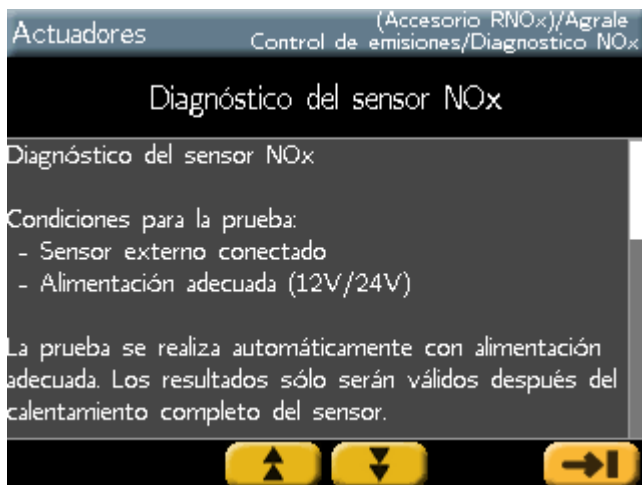 Actuadores
(Accesorio RNOx)/Agrale
Control de emisiones/Diagnostico NOx
Diagnóstico del sensor NOx
Diagnóstico del sensor NOx
Condiciones para la prueba:
- Sensor externo conectado
- Alimentación adecuada (12V/24V)
La prueba se realiza automáticamente con alimentación
adecuada. Los resultados sólo serán válidos después del
calentamiento completo del sensor.